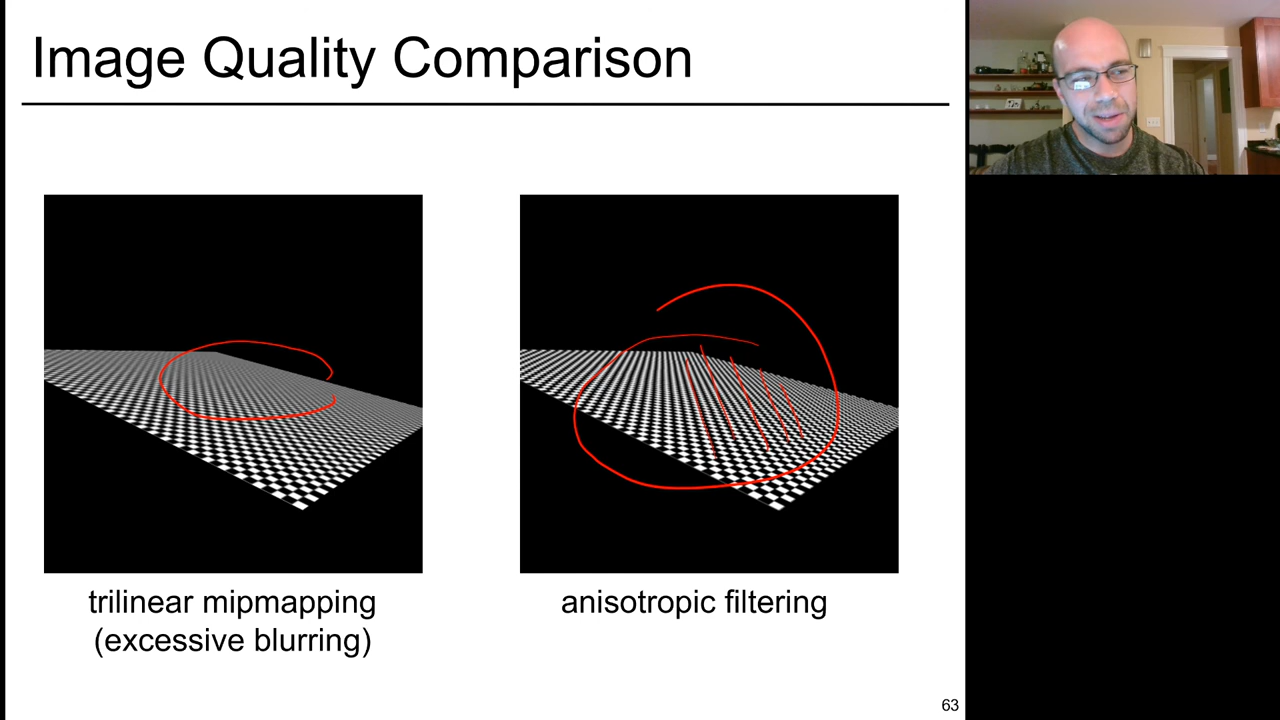 Image Quality Comparison
trilinear mipmapping
(excessive blurring)
anisotropic filtering
63